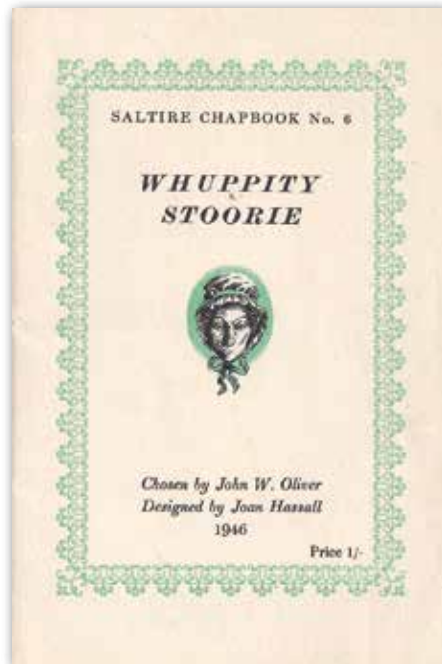 SALTIRE CHAPBOOK No. 6
WHUPPITY
STOORIE
Chosen by John W. Oliver
Designed by Joan Hassall
1946
Price 1/-